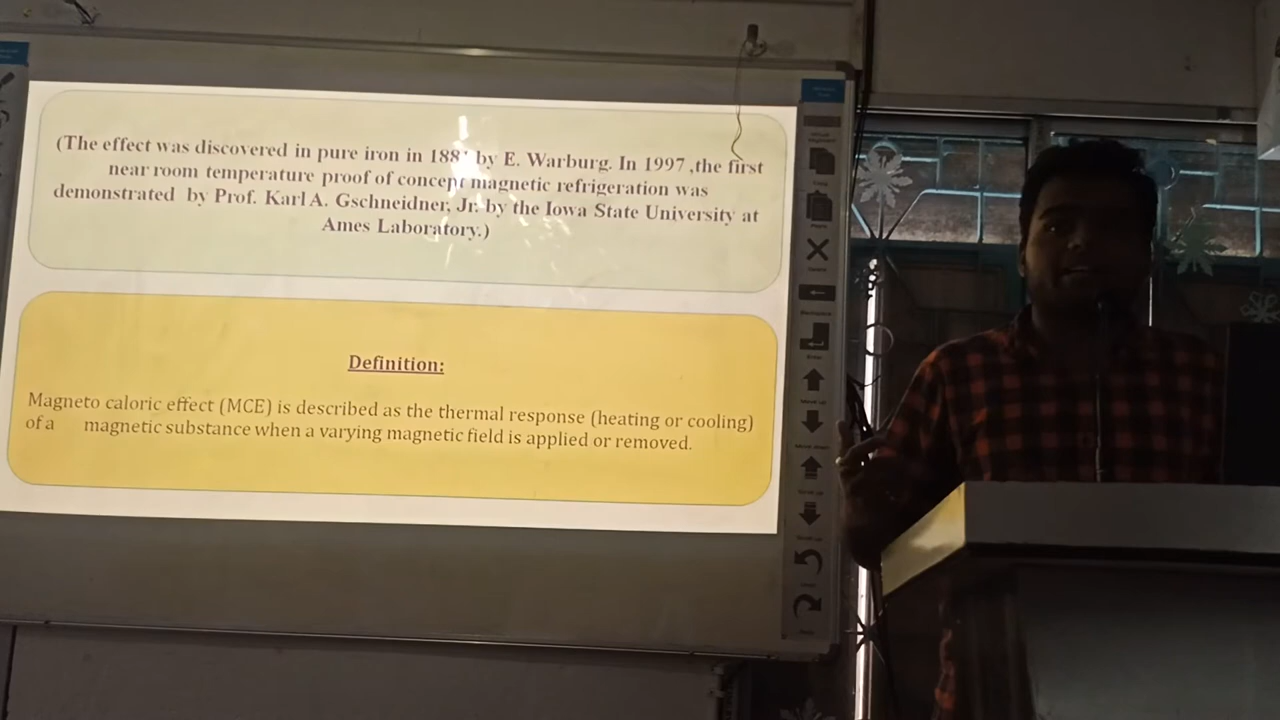 (The effect was discovered in pure iron in 188 by E. Warburg. In 1997 ,the first
near room temperature proof of concept magnetic refrigeration was
demonstrated by Prof. Karl A. Gschneidner, Jr. by the Iowa State University at
Ames Laboratory.)
Definition:
Magneto caloric effect (MCE) is described as the thermal response (heating or cooling)
of a magnetic substance when a varying magnetic field is applied or removed.